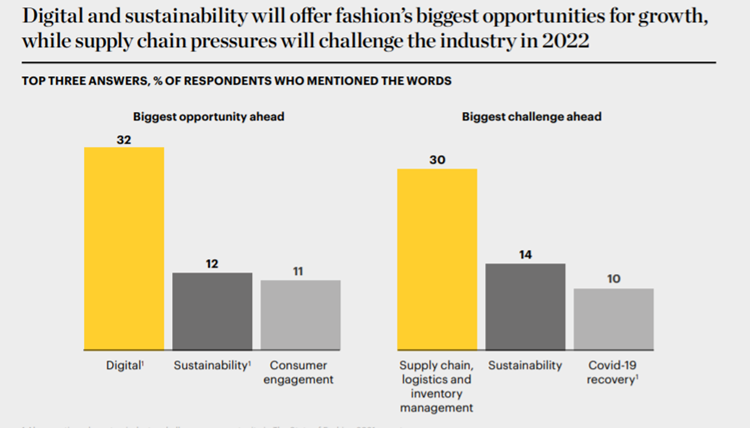 Digital and sustainability will offer fashion’s biggest opportunities for growth,
while supply chain pressures will challenge the industry in 2022
TOP THREE ANSWERS, % OF RESPONDENTS WHO MENTIONED THE WORDS
Biggest opportunity ahead
32
12
11
Digital¹
Sustainability¹
Consumer
engagement
Biggest challenge ahead
30
14
10
Supply chain,
logistics and
inventory
management
Sustainability
Covid-19
recovery¹